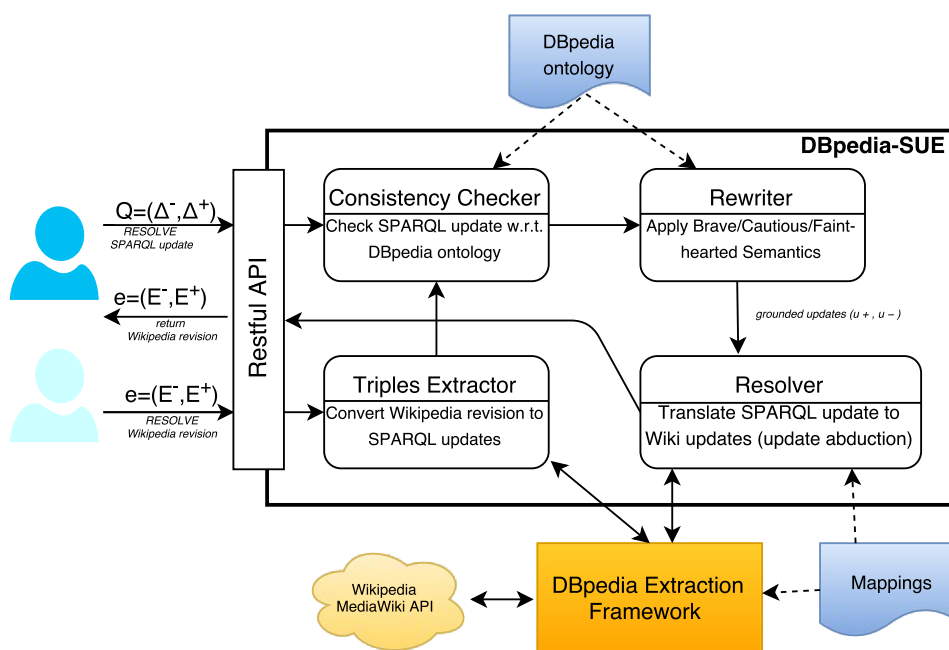 DBpedia
ontology
DBpedia-SUE
Consistency Checker
Check SPARQL update w.r.t.
DBpedia ontology
Rewriter
Apply Brave/Cautious/Faint-
hearted Semantics
Q=(Δ⁻,Δ⁺)
RESOLVE
SPARQL update
e=(E⁻,E⁺)
return
Wikipedia revision
e=(E⁻,E⁺)
RESOLVE
Wikipedia revision
Restful API
grounded updates (u + , u − )
Triples Extractor
Convert Wikipedia revision to
SPARQL updates
Resolver
Translate SPARQL update to
Wiki updates (update abduction)
Wikipedia
MediaWiki API
DBpedia Extraction
Framework
Mappings